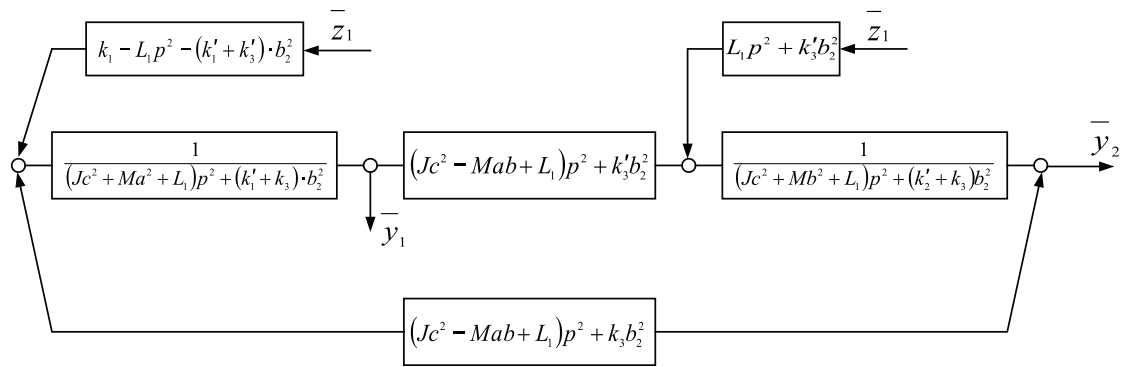 z̄₁
z̄₁
k₁ − L₁p² − (k₁′ + k₃′)·b₂²
L₁p² + k₃′b₂²
1 / ((Jc² + Ma² + L₁)p² + (k₁′ + k₃)·b₂²)
(Jc² − Mab + L₁)p² + k₃′b₂²
1 / ((Jc² + Mb² + L₁)p² + (k₂′ + k₃)b₂²)
ȳ₂
ȳ₁
(Jc² − Mab + L₁)p² + k₃b₂²